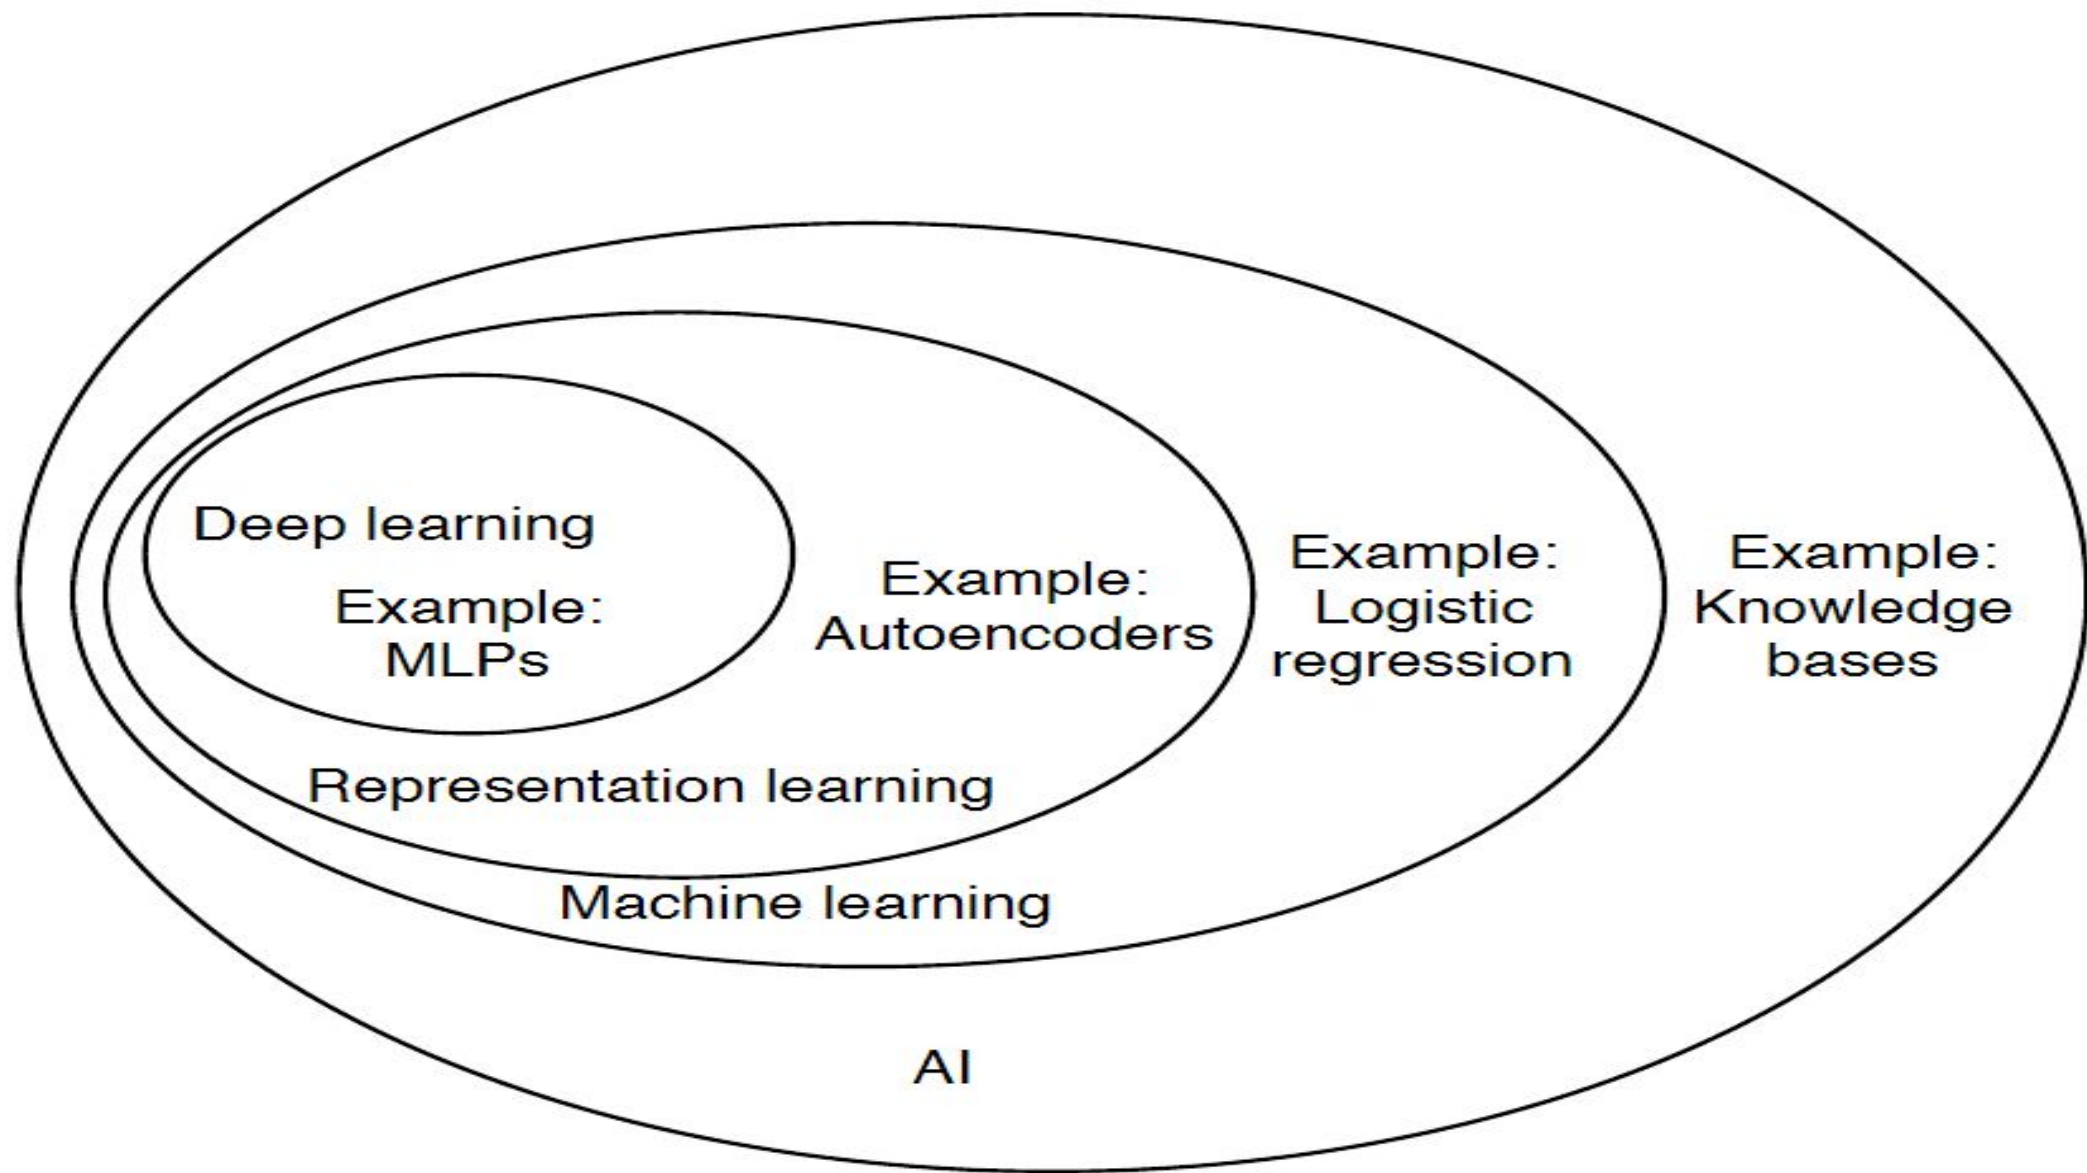 Deep learning
Example:
MLPs
Example:
Autoencoders
Example:
Logistic
regression
Example:
Knowledge
bases
Representation learning
Machine learning
AI